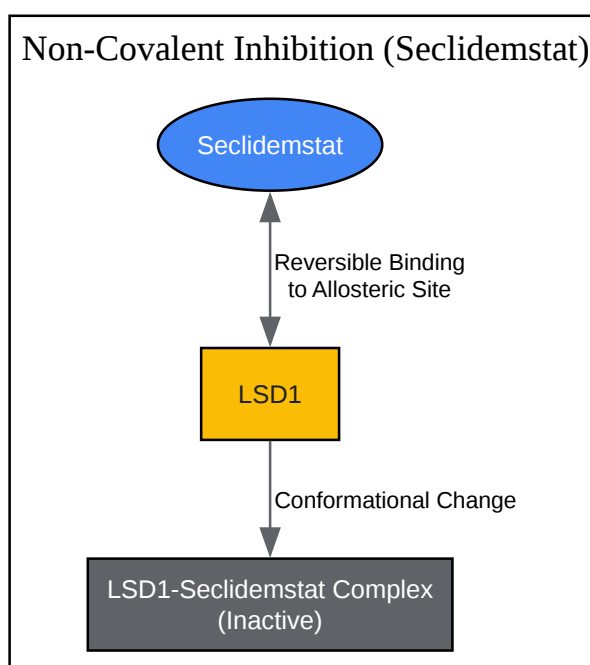 Non-Covalent Inhibition (Seclidemstat)
Seclidemstat
Reversible Binding
to Allosteric Site
LSD1
Conformational Change
LSD1-Seclidemstat Complex
(Inactive)